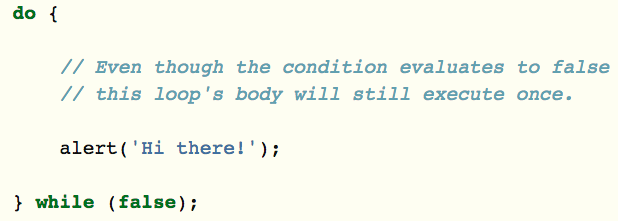 do {
// Even though the condition evaluates to false
// this loop's body will still execute once.
alert('Hi there!');
} while (false);